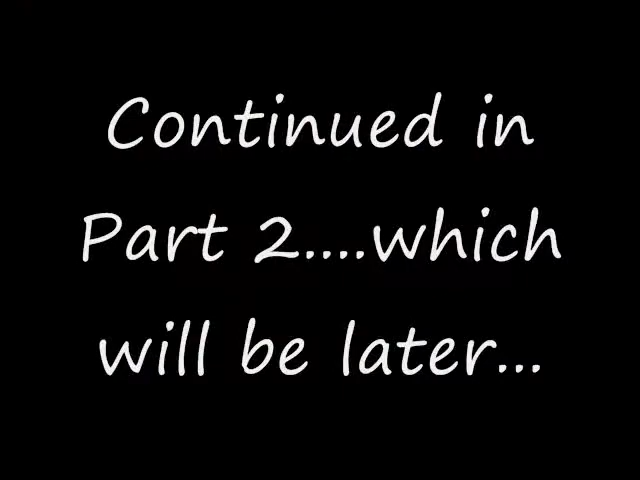 Continued in
Part 2....which
will be later...